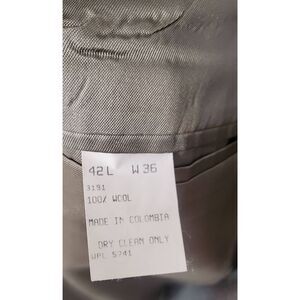 42L W36
3191
100% WOOL
MADE IN COLOMBIA
DRY CLEAN ONLY
WPL 5741